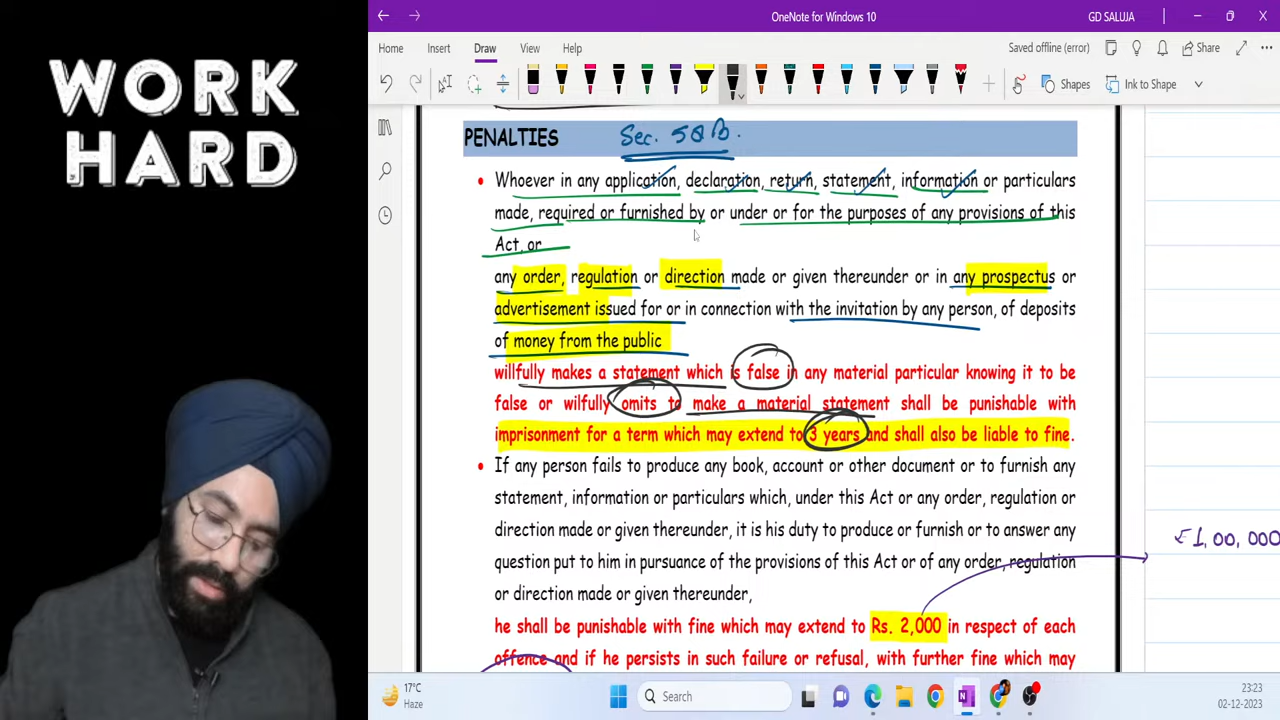 WORK
HARD
OneNote for Windows 10
GD SALUJA
Home Insert Draw View Help
Saved offline (error)
Share
Shapes
Ink to Shape
PENALTIES Sec. 58B.
• Whoever in any application, declaration, return, statement, information or particulars
made, required or furnished by or under or for the purposes of any provisions of this
Act, or
any order, regulation or direction made or given thereunder or in any prospectus or
advertisement issued for or in connection with the invitation by any person, of deposits
of money from the public
willfully makes a statement which is false in any material particular knowing it to be
false or wilfully omits to make a material statement shall be punishable with
imprisonment for a term which may extend to 3 years and shall also be liable to fine.
• If any person fails to produce any book, account or other document or to furnish any
statement, information or particulars which, under this Act or any order, regulation or
direction made or given thereunder, it is his duty to produce or furnish or to answer any
question put to him in pursuance of the provisions of this Act or of any order, regulation
or direction made or given thereunder,
1,00,000
he shall be punishable with fine which may extend to Rs. 2,000 in respect of each
offence and if he persists in such failure or refusal, with further fine which may
17°C
Haze
Search
23:23
02-12-2023